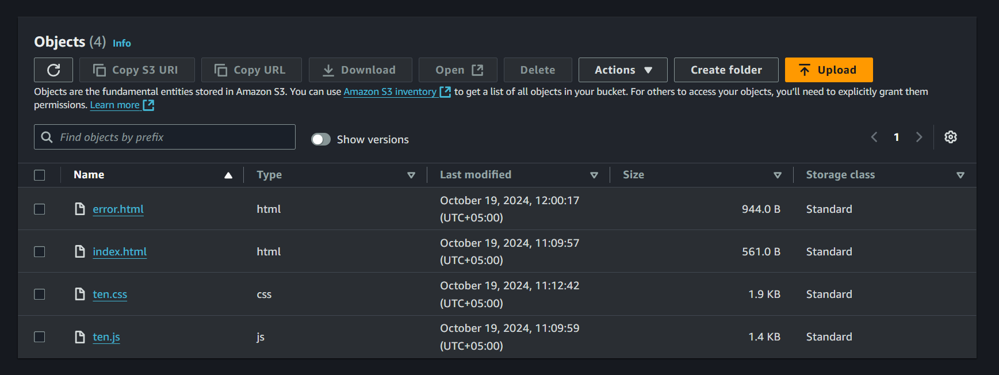 Objects (4) Info
Copy S3 URI Copy URL Download Open Delete Actions Create folder Upload
Objects are the fundamental entities stored in Amazon S3. You can use Amazon S3 inventory to get a list of all objects in your bucket. For others to access your objects, you’ll need to explicitly grant them
permissions. Learn more
Find objects by prefix Show versions 1
Name Type Last modified Size Storage class
error.html html October 19, 2024, 12:00:17 (UTC+05:00) 944.0 B Standard
index.html html October 19, 2024, 11:09:57 (UTC+05:00) 561.0 B Standard
ten.css css October 19, 2024, 11:12:42 (UTC+05:00) 1.9 KB Standard
ten.js js October 19, 2024, 11:09:59 (UTC+05:00) 1.4 KB Standard